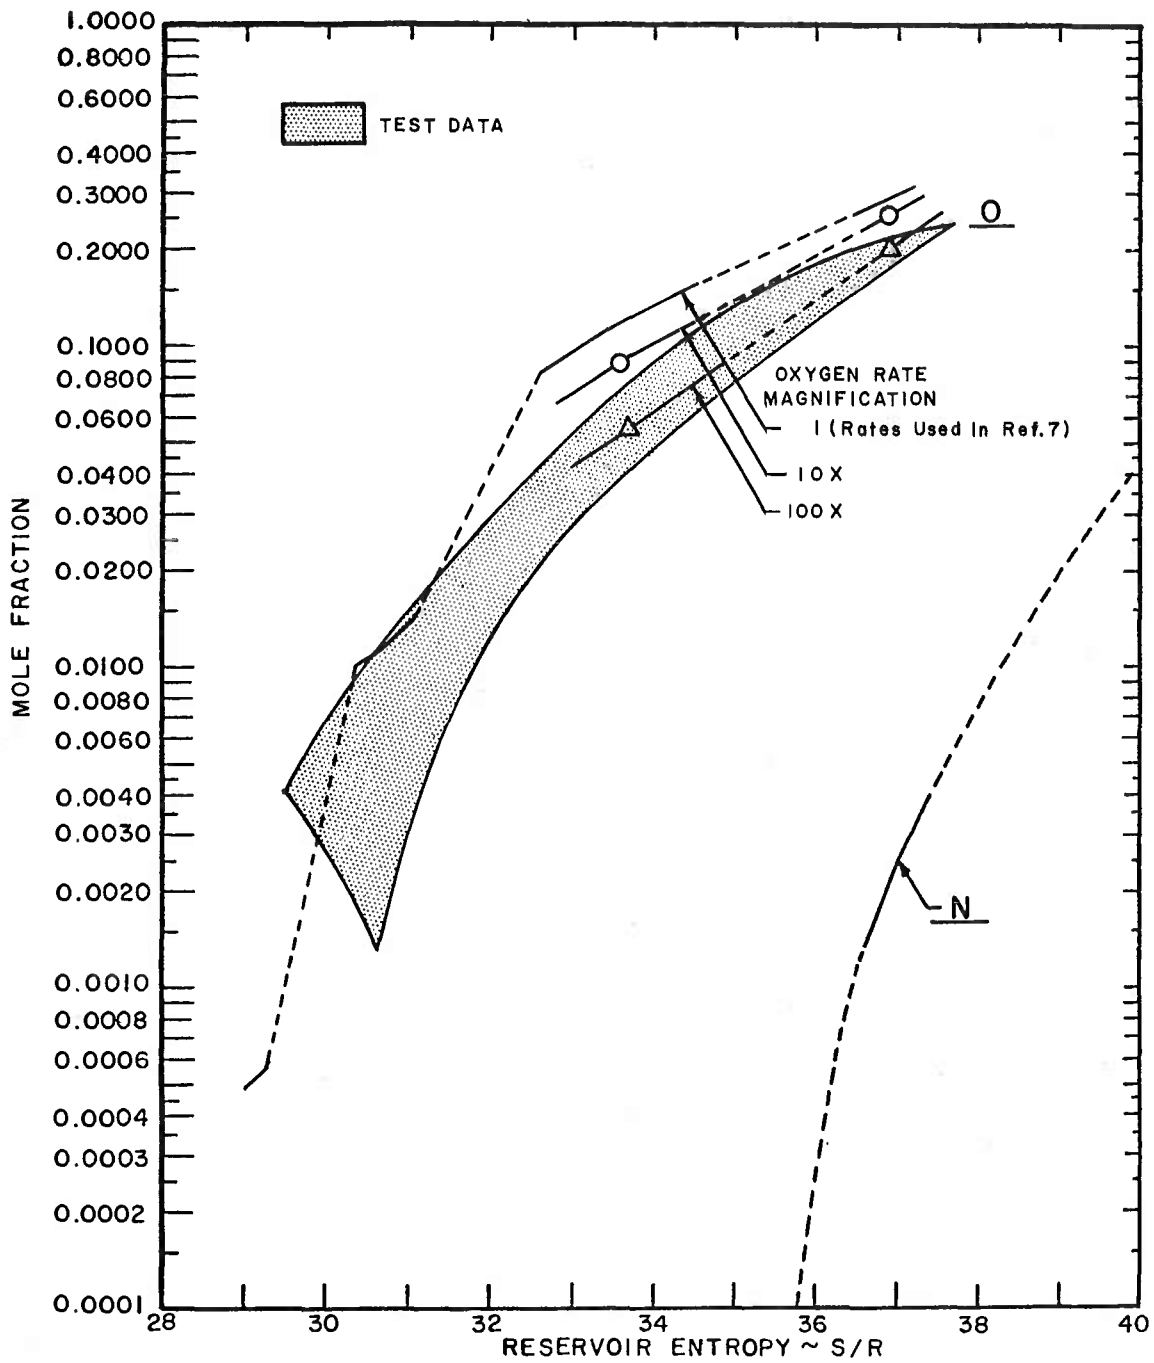 1.0000
0.8000
0.6000
0.4000
0.3000
0.2000
0.1000
0.0800
0.0600
0.0400
0.0300
0.0200
0.0100
0.0080
0.0060
0.0040
0.0030
0.0020
0.0010
0.0008
0.0006
0.0004
0.0003
0.0002
0.0001
MOLE FRACTION
TEST DATA
O
OXYGEN RATE
MAGNIFICATION
1 (Rates Used In Ref.7)
10X
100X
N
28 30 32 34 36 38 40
RESERVOIR ENTROPY ~ S/R